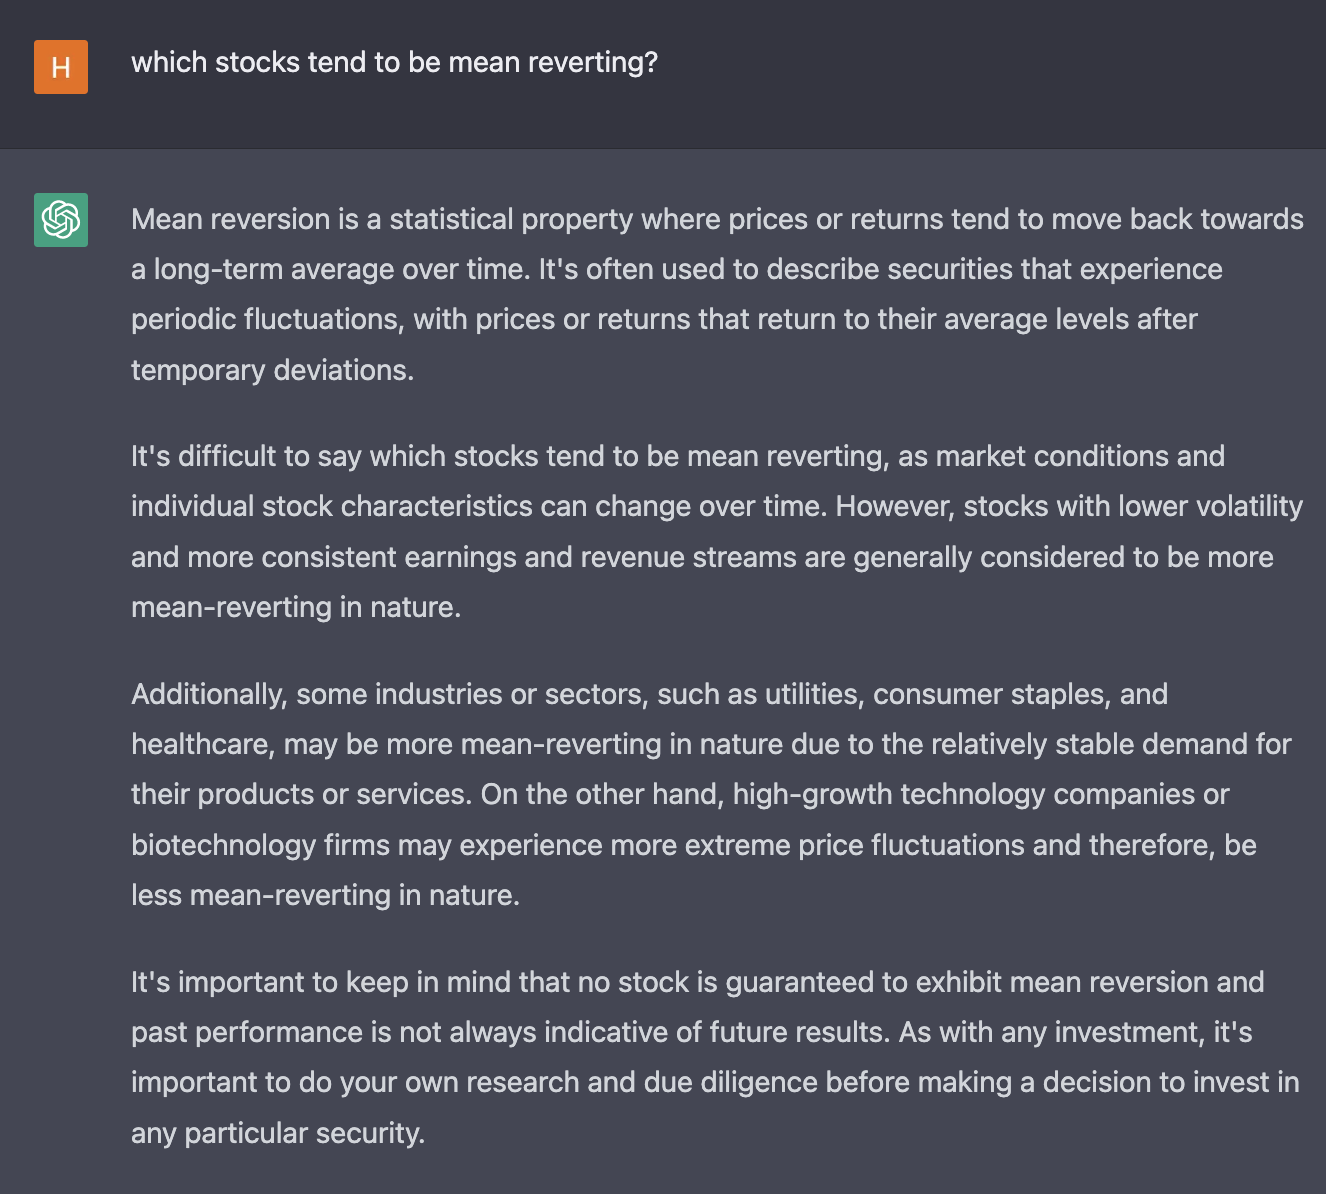 H
which stocks tend to be mean reverting?
Mean reversion is a statistical property where prices or returns tend to move back towards
a long-term average over time. It's often used to describe securities that experience
periodic fluctuations, with prices or returns that return to their average levels after
temporary deviations.
It's difficult to say which stocks tend to be mean reverting, as market conditions and
individual stock characteristics can change over time. However, stocks with lower volatility
and more consistent earnings and revenue streams are generally considered to be more
mean-reverting in nature.
Additionally, some industries or sectors, such as utilities, consumer staples, and
healthcare, may be more mean-reverting in nature due to the relatively stable demand for
their products or services. On the other hand, high-growth technology companies or
biotechnology firms may experience more extreme price fluctuations and therefore, be
less mean-reverting in nature.
It's important to keep in mind that no stock is guaranteed to exhibit mean reversion and
past performance is not always indicative of future results. As with any investment, it's
important to do your own research and due diligence before making a decision to invest in
any particular security.